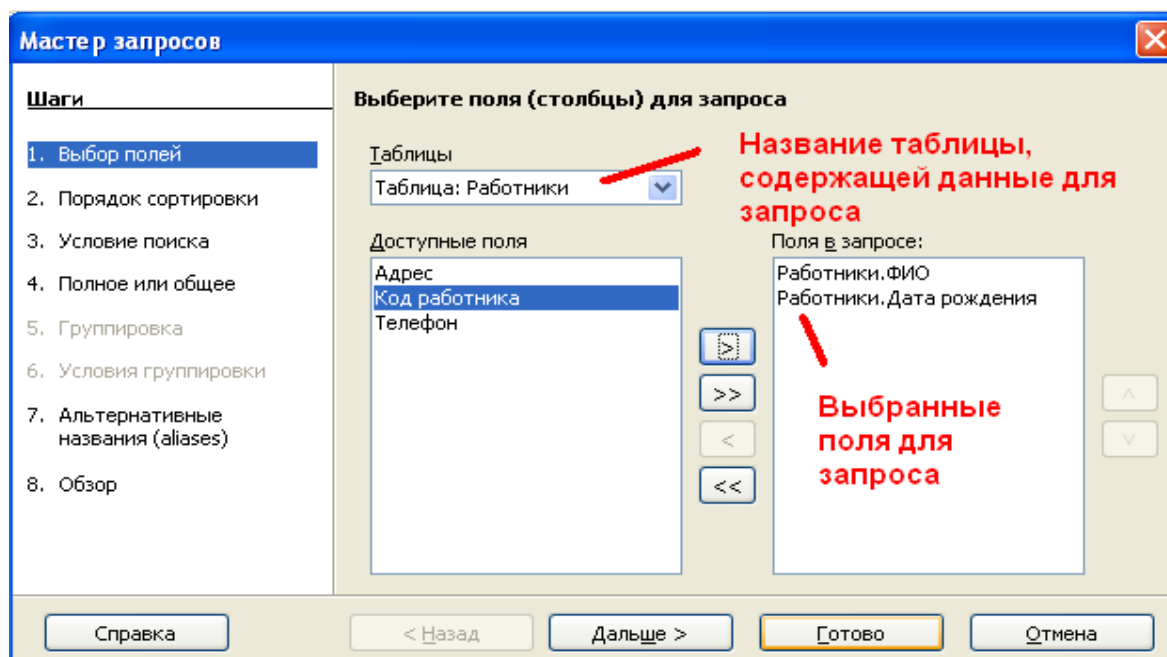 Мастер запросов
Шаги
1. Выбор полей
2. Порядок сортировки
3. Условие поиска
4. Полное или общее
5. Группировка
6. Условия группировки
7. Альтернативные
названия (aliases)
8. Обзор
Выберите поля (столбцы) для запроса
Таблицы
Таблица: Работники
Название таблицы,
содержащей данные для
запроса
Доступные поля
Адрес
Код работника
Телефон
>
>>
<
<<
Поля в запросе:
Работники.ФИО
Работники.Дата рождения
Выбранные
поля для
запроса
Справка
< Назад
Дальше >
Готово
Отмена